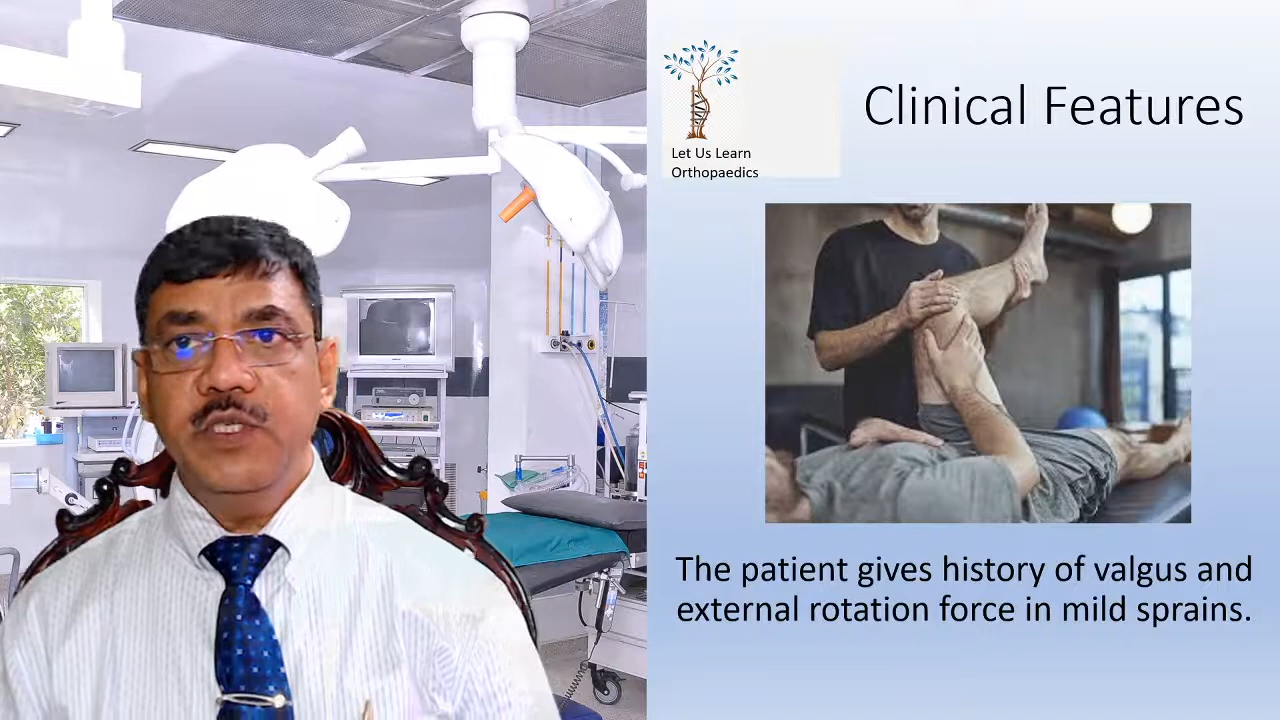 Let Us Learn
Orthopaedics
Clinical Features
The patient gives history of valgus and
external rotation force in mild sprains.